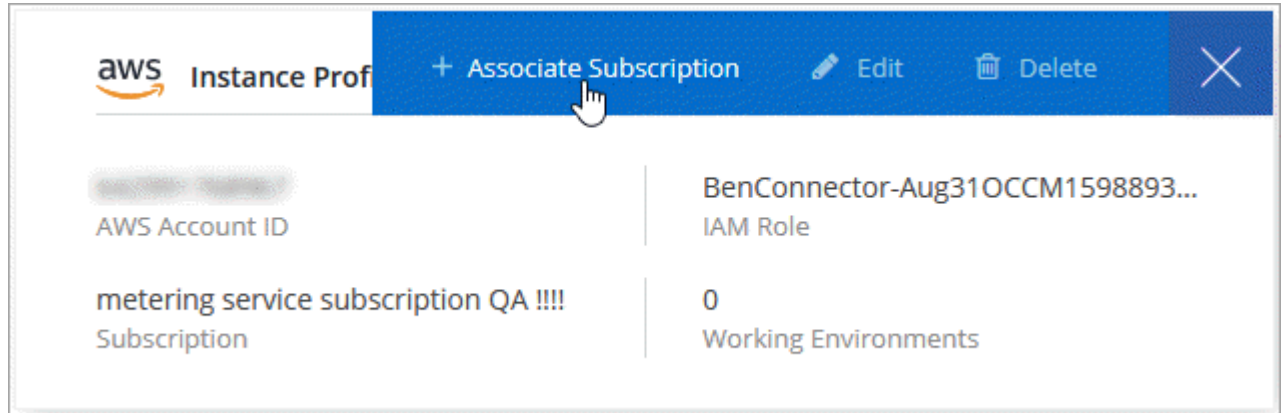 aws Instance Profi + Associate Subscription Edit Delete
BenConnector-Aug31OCCM1598893...
AWS Account ID IAM Role
metering service subscription QA !!!! 0
Subscription Working Environments